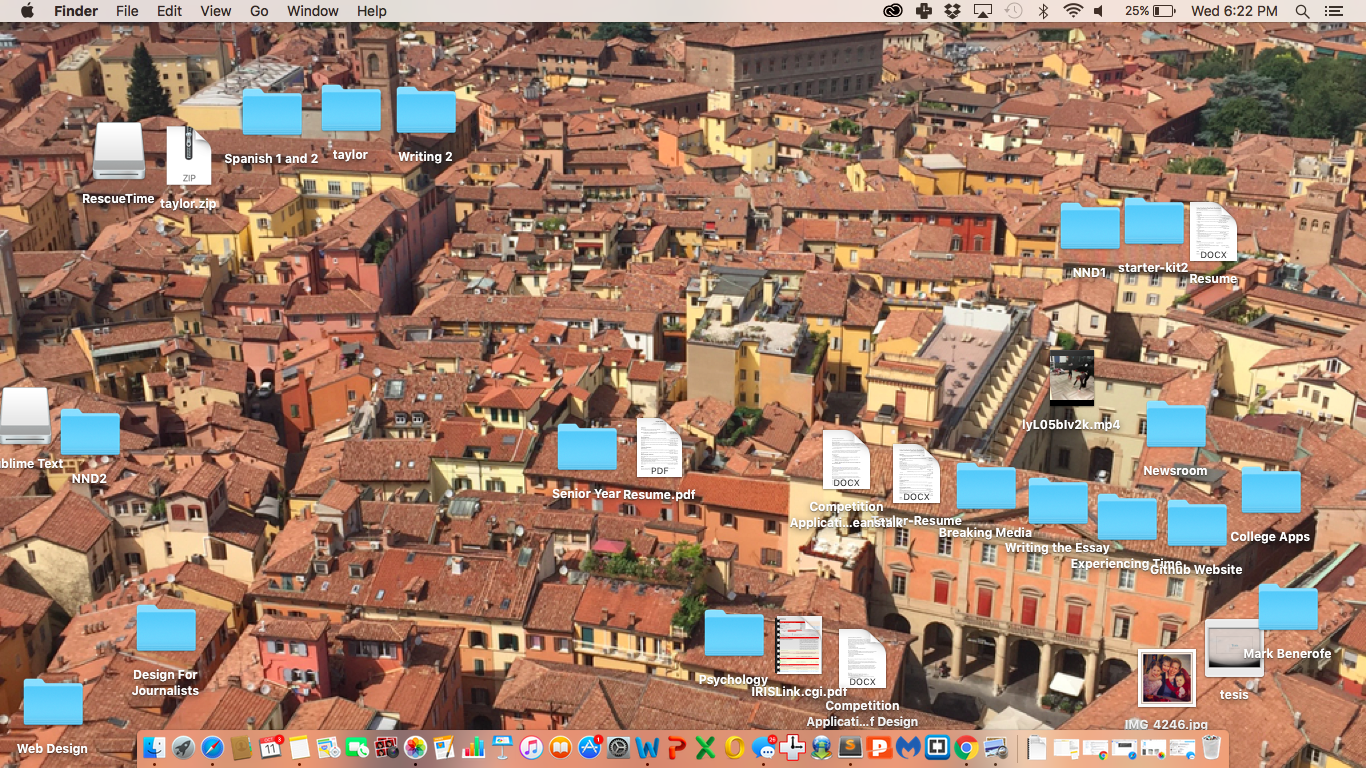 Finder File Edit View Go Window Help 25% Wed 6:22 PM
ZIP
Spanish 1 and 2
taylor
Writing 2
RescueTime
taylor.zip
DOCX
NND1
starter-kit2
Resume
lyL05blv2k.mp4
blime Text
NND2
PDF
Senior Year
Resume.pdf
DOCX
Competition
Applicati...eanstalk
DOCX
Taylor-Resume
Breaking Media
Writing the Essay
Experiencing Time
Github Website
Newsroom
College Apps
Design For
Journalists
Web Design
Psychology
IRISLink.cgi.pdf
DOCX
Competition
Applicati...f Design
Mark Benerofe
tesis
IMG 4246.jpg
11